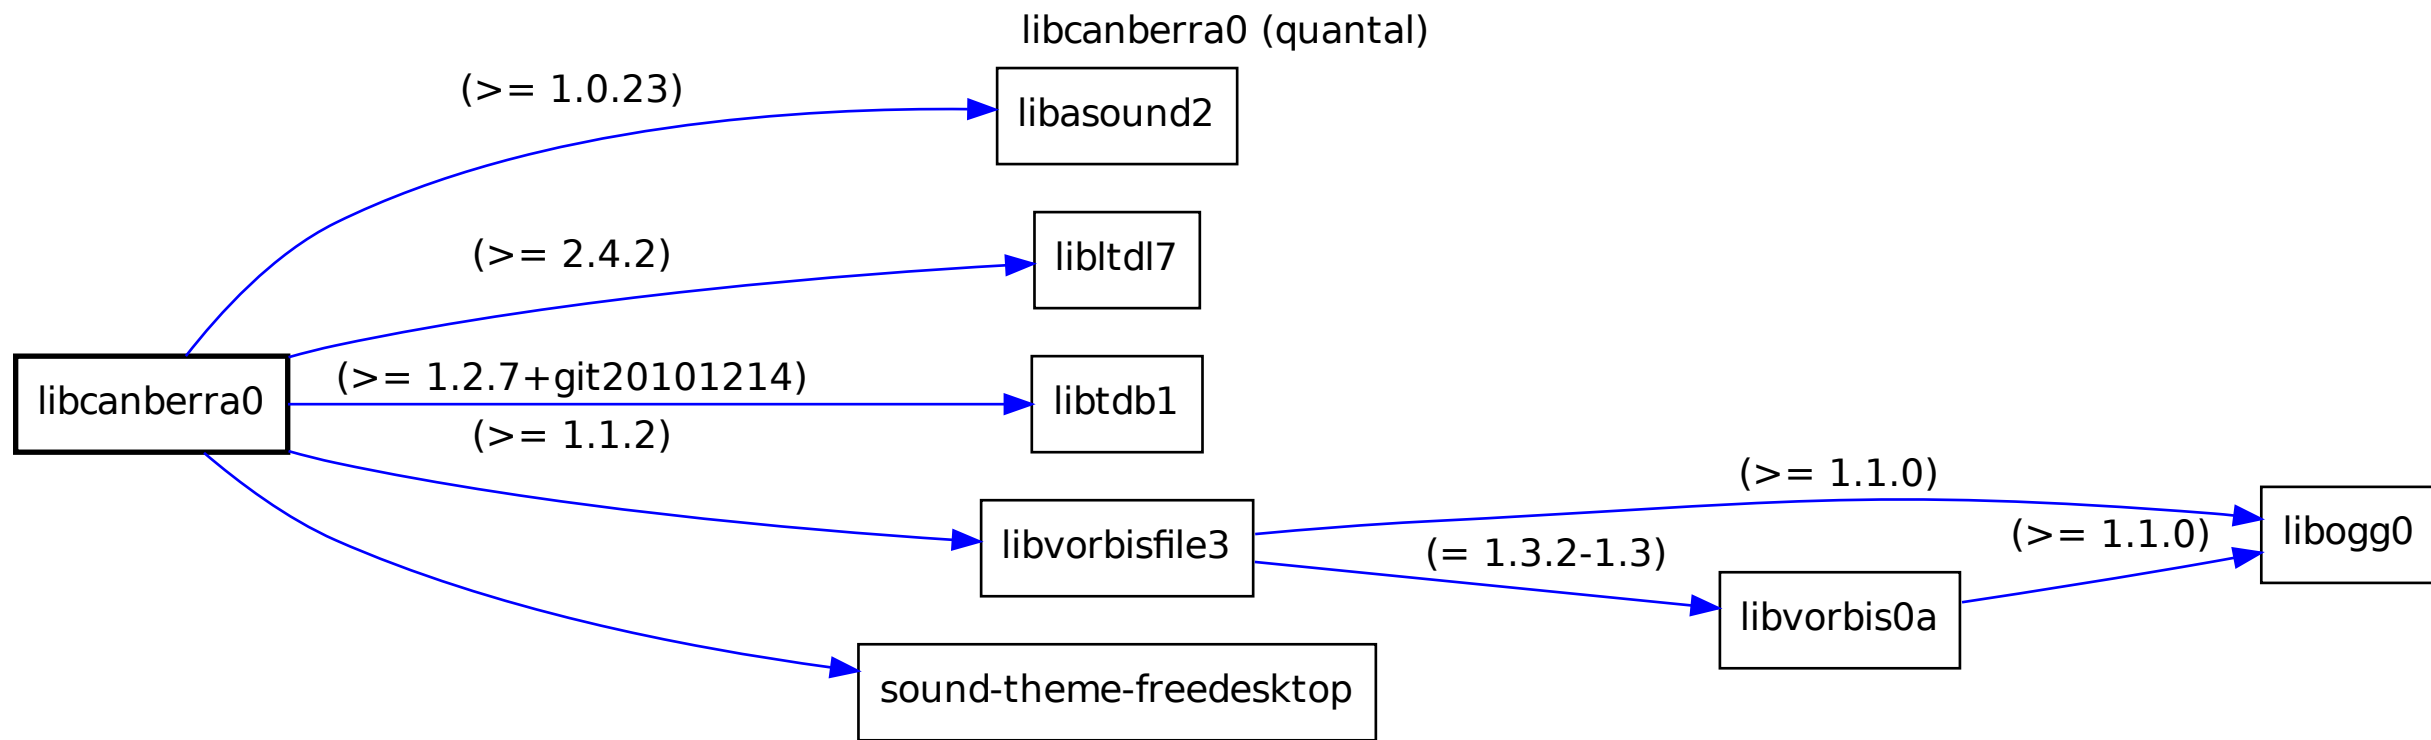 libcanberra0 (quantal)
(>= 1.0.23)
libasound2
(>= 2.4.2)
libltdl7
libcanberra0
(>= 1.2.7+git20101214)
libtdb1
(>= 1.1.2)
libvorbisfile3
(>= 1.1.0)
(= 1.3.2-1.3)
(>= 1.1.0)
libogg0
libvorbis0a
sound-theme-freedesktop